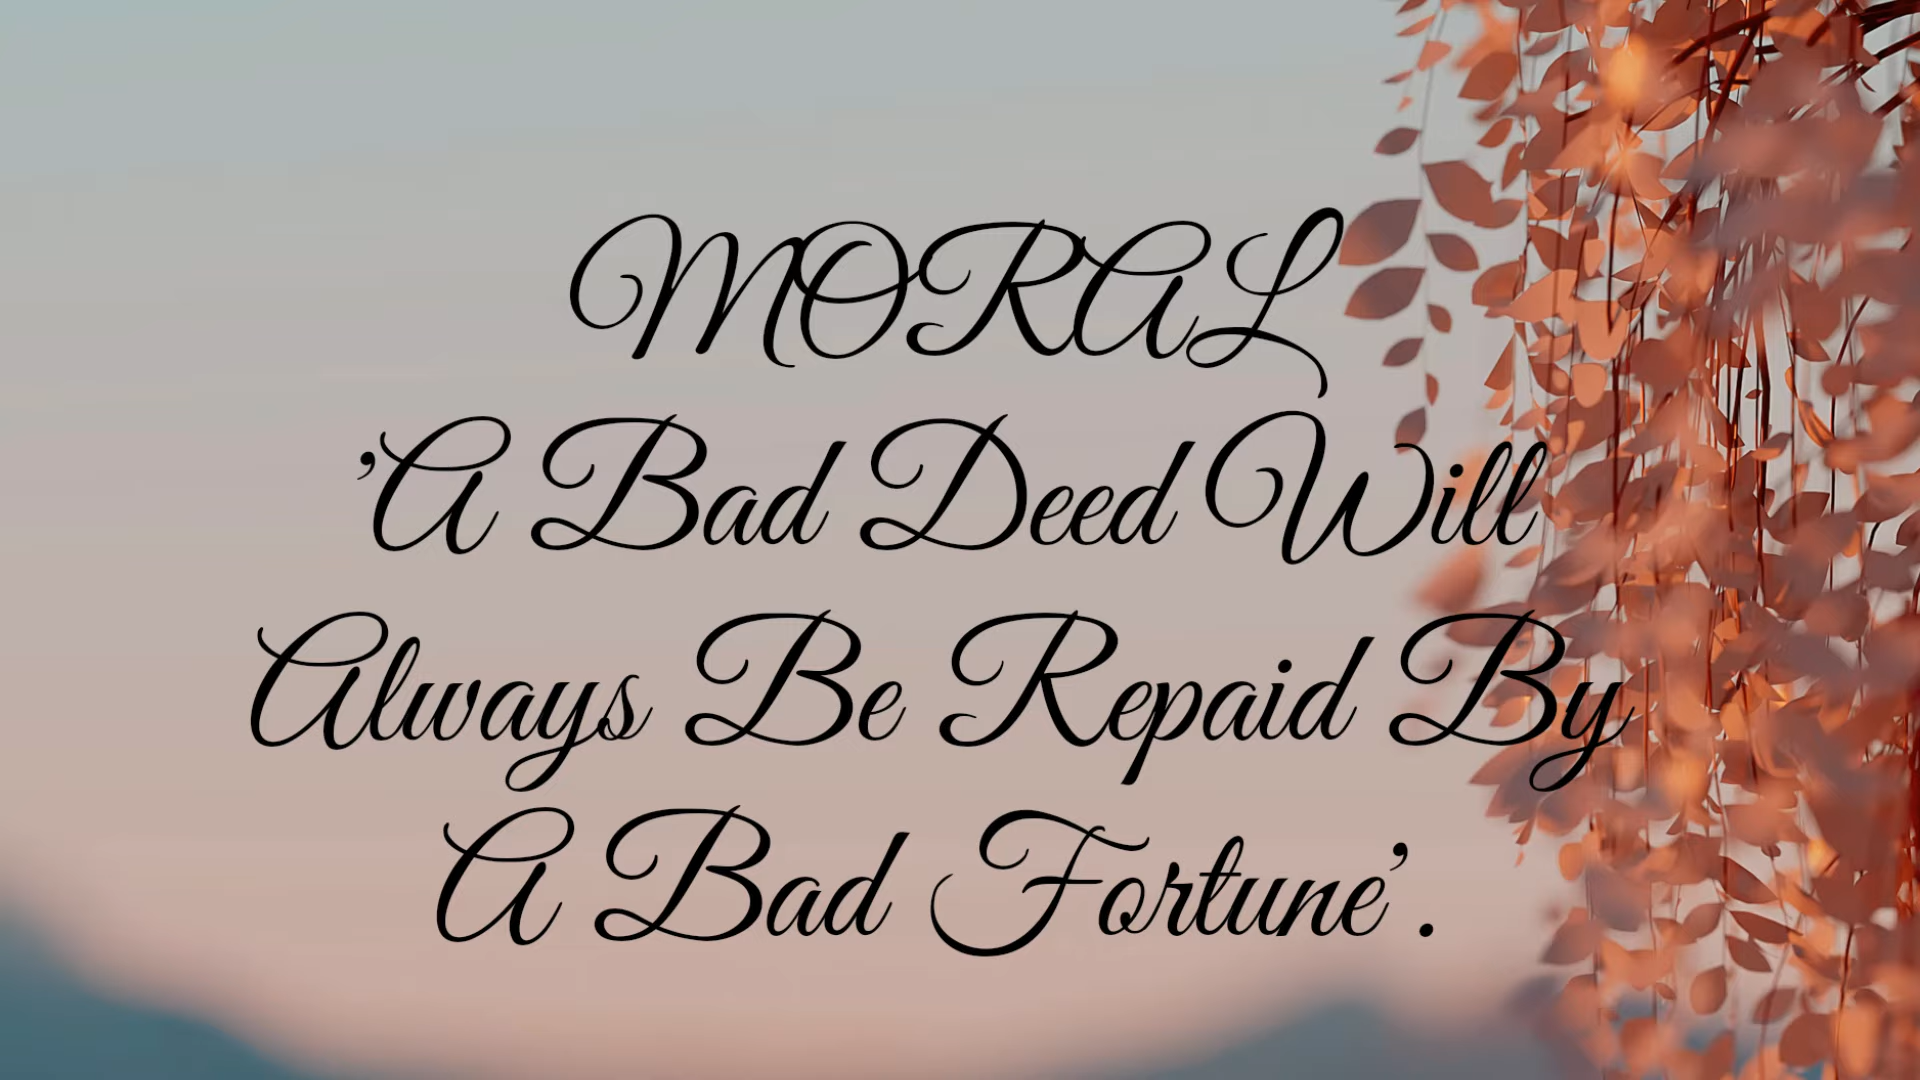 MORAL
’A Bad Deed Will
Always Be Repaid By
A Bad Fortune’.